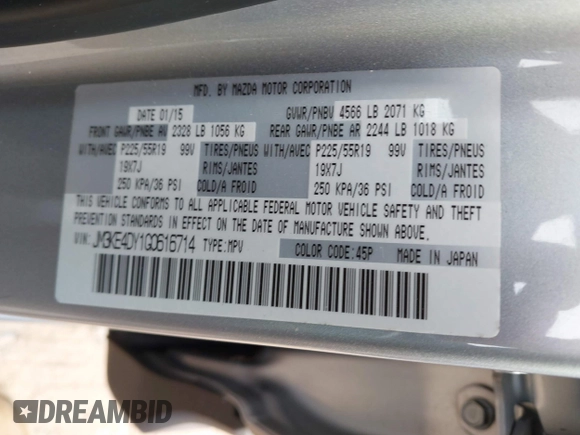 MFD. BY MAZDA MOTOR CORPORATION
DATE 01/15 GVWR/PNBV 4566 LB 2071 KG
FRONT GAWR/PNBE AV 2328 LB 1056 KG REAR GAWR/PNBE AR 2244 LB 1018 KG
WITH/AVEC P225/55R19 99V TIRES/PNEUS WITH/AVEC P225/55R19 99V TIRES/PNEUS
19X7J RIMS/JANTES 19X7J RIMS/JANTES
250 KPA/36 PSI COLD/A FROID 250 KPA/36 PSI COLD/A FROID
THIS VEHICLE CONFORMS TO ALL APPLICABLE FEDERAL MOTOR VEHICLE SAFETY AND THEFT
PREVENTION STANDARDS IN EFFECT ON THE DATE OF MANUFACTURE SHOWN ABOVE.
VIN: JM3KE4DY1G0616714 TYPE:MPV COLOR CODE:45P MADE IN JAPAN
DREAMBID